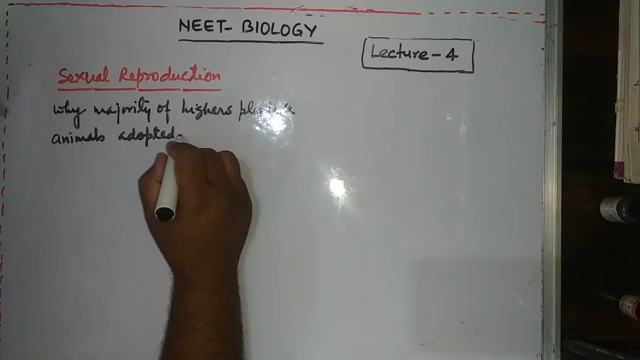 NEET- BIOLOGY
Lecture - 4
Sexual Reproduction
Why majority of highers
animals adopted